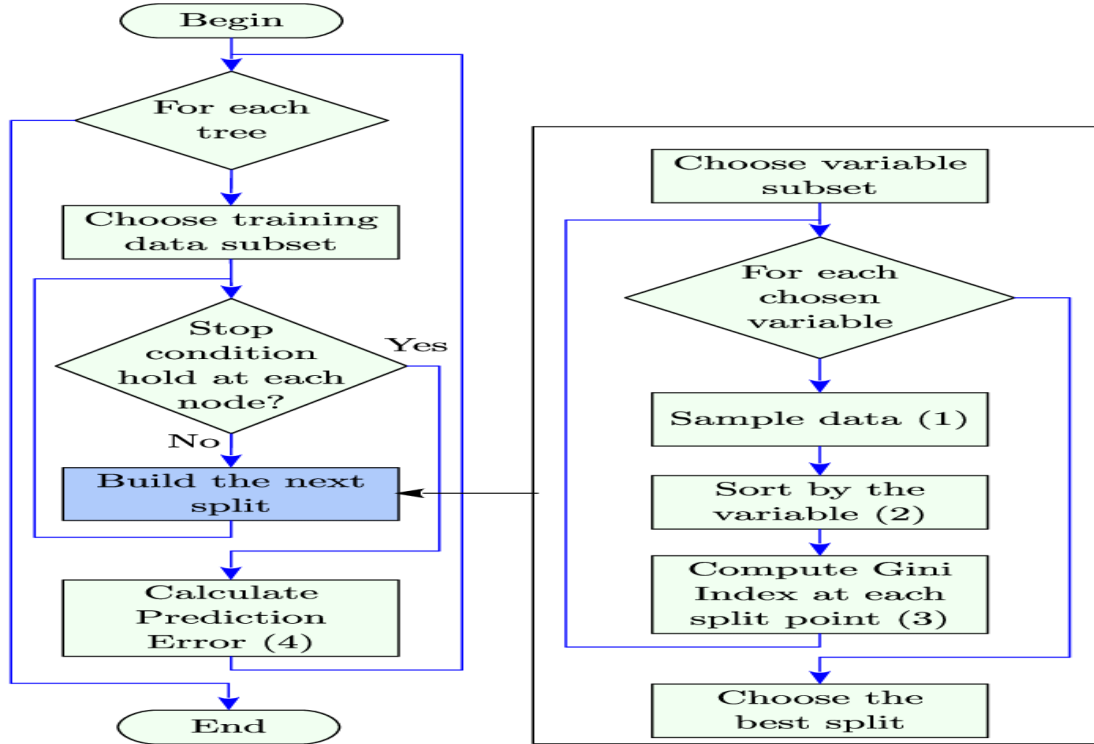 Begin
For each
tree
Choose training
data subset
Stop
condition
hold at each
node?
Yes
No
Build the next
split
Calculate
Prediction
Error (4)
End
Choose variable
subset
For each
chosen
variable
Sample data (1)
Sort by the
variable (2)
Compute Gini
Index at each
split point (3)
Choose the
best split